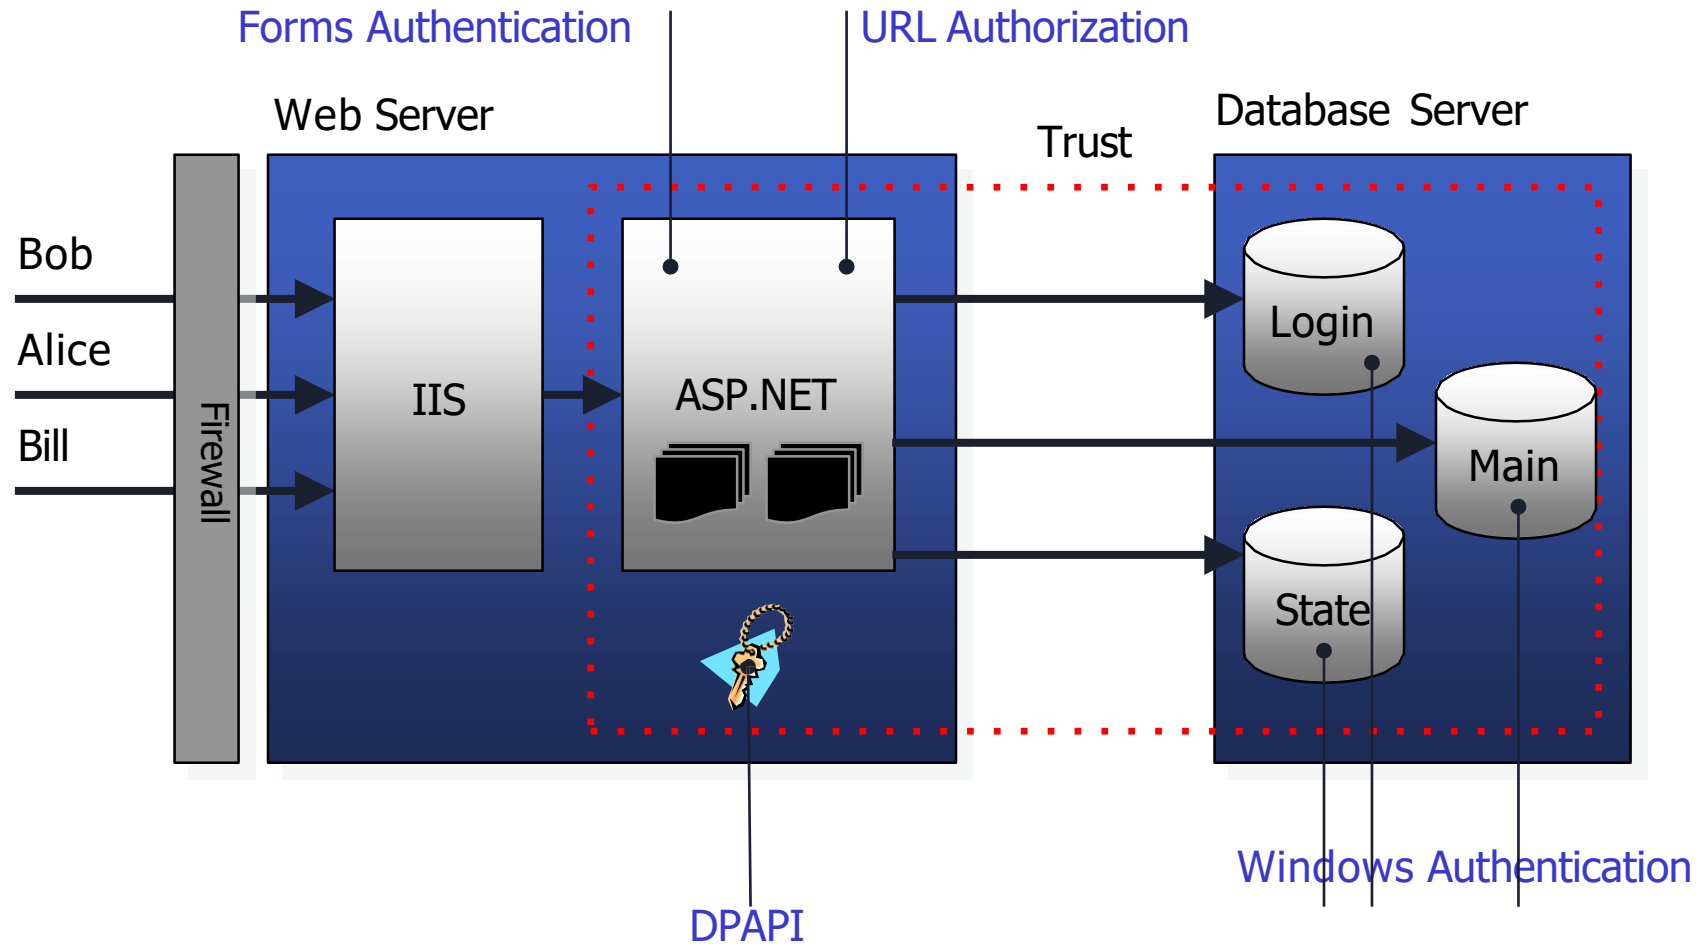 Forms Authentication
URL Authorization
Web Server
Database Server
Trust
Bob
Alice
Bill
Firewall
IIS
ASP.NET
Login
Main
State
Windows Authentication
DPAPI